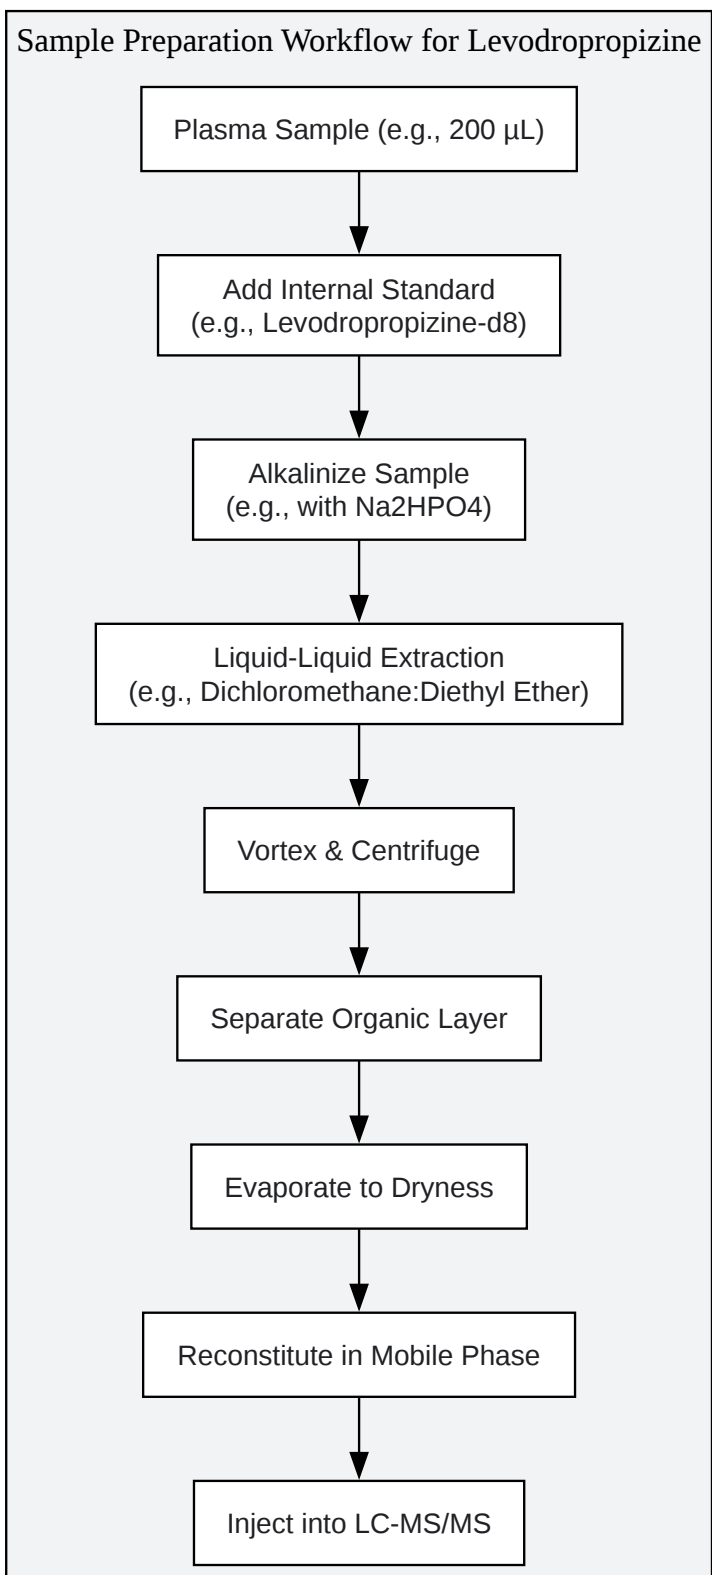 Sample Preparation Workflow for Levodropropizine
Plasma Sample (e.g., 200 µL)
Add Internal Standard
(e.g., Levodropropizine-d8)
Alkalinize Sample
(e.g., with Na2HPO4)
Liquid-Liquid Extraction
(e.g., Dichloromethane:Diethyl Ether)
Vortex & Centrifuge
Separate Organic Layer
Evaporate to Dryness
Reconstitute in Mobile Phase
Inject into LC-MS/MS